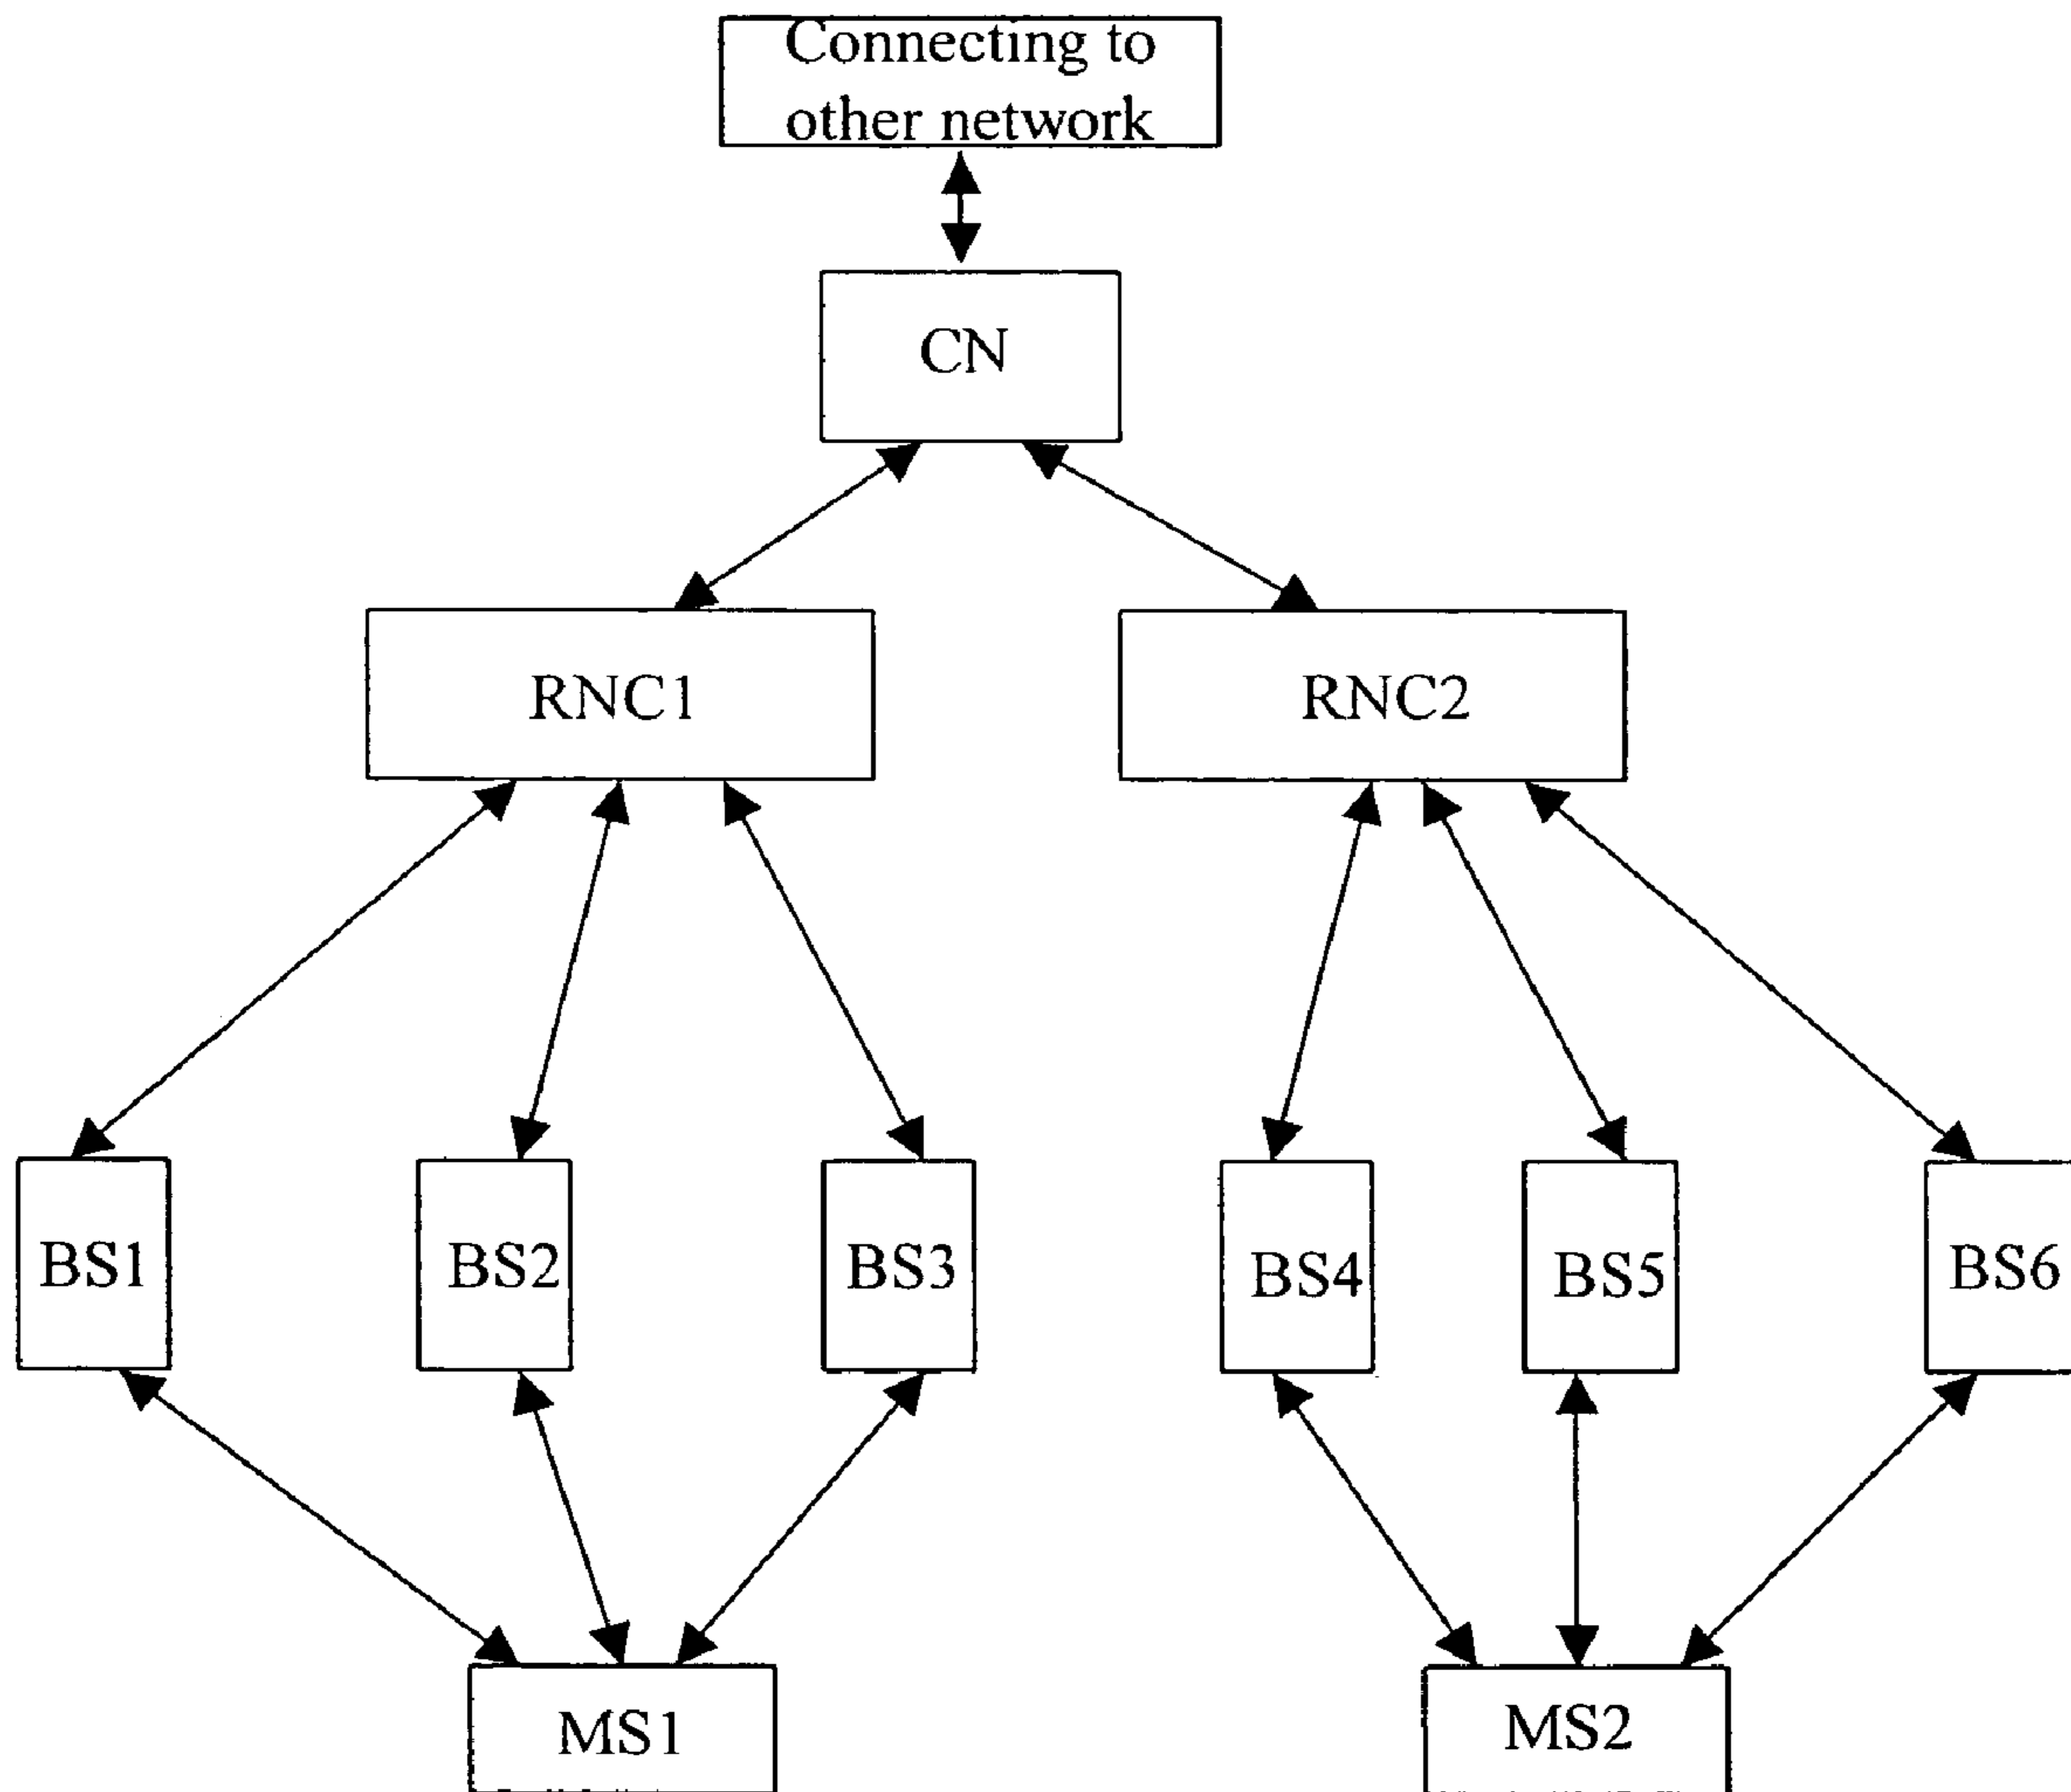 Connecting to
other network
CN
RNC1
RNC2
BS1
BS2
BS3
BS4
BS5
BS6
MS1
MS2